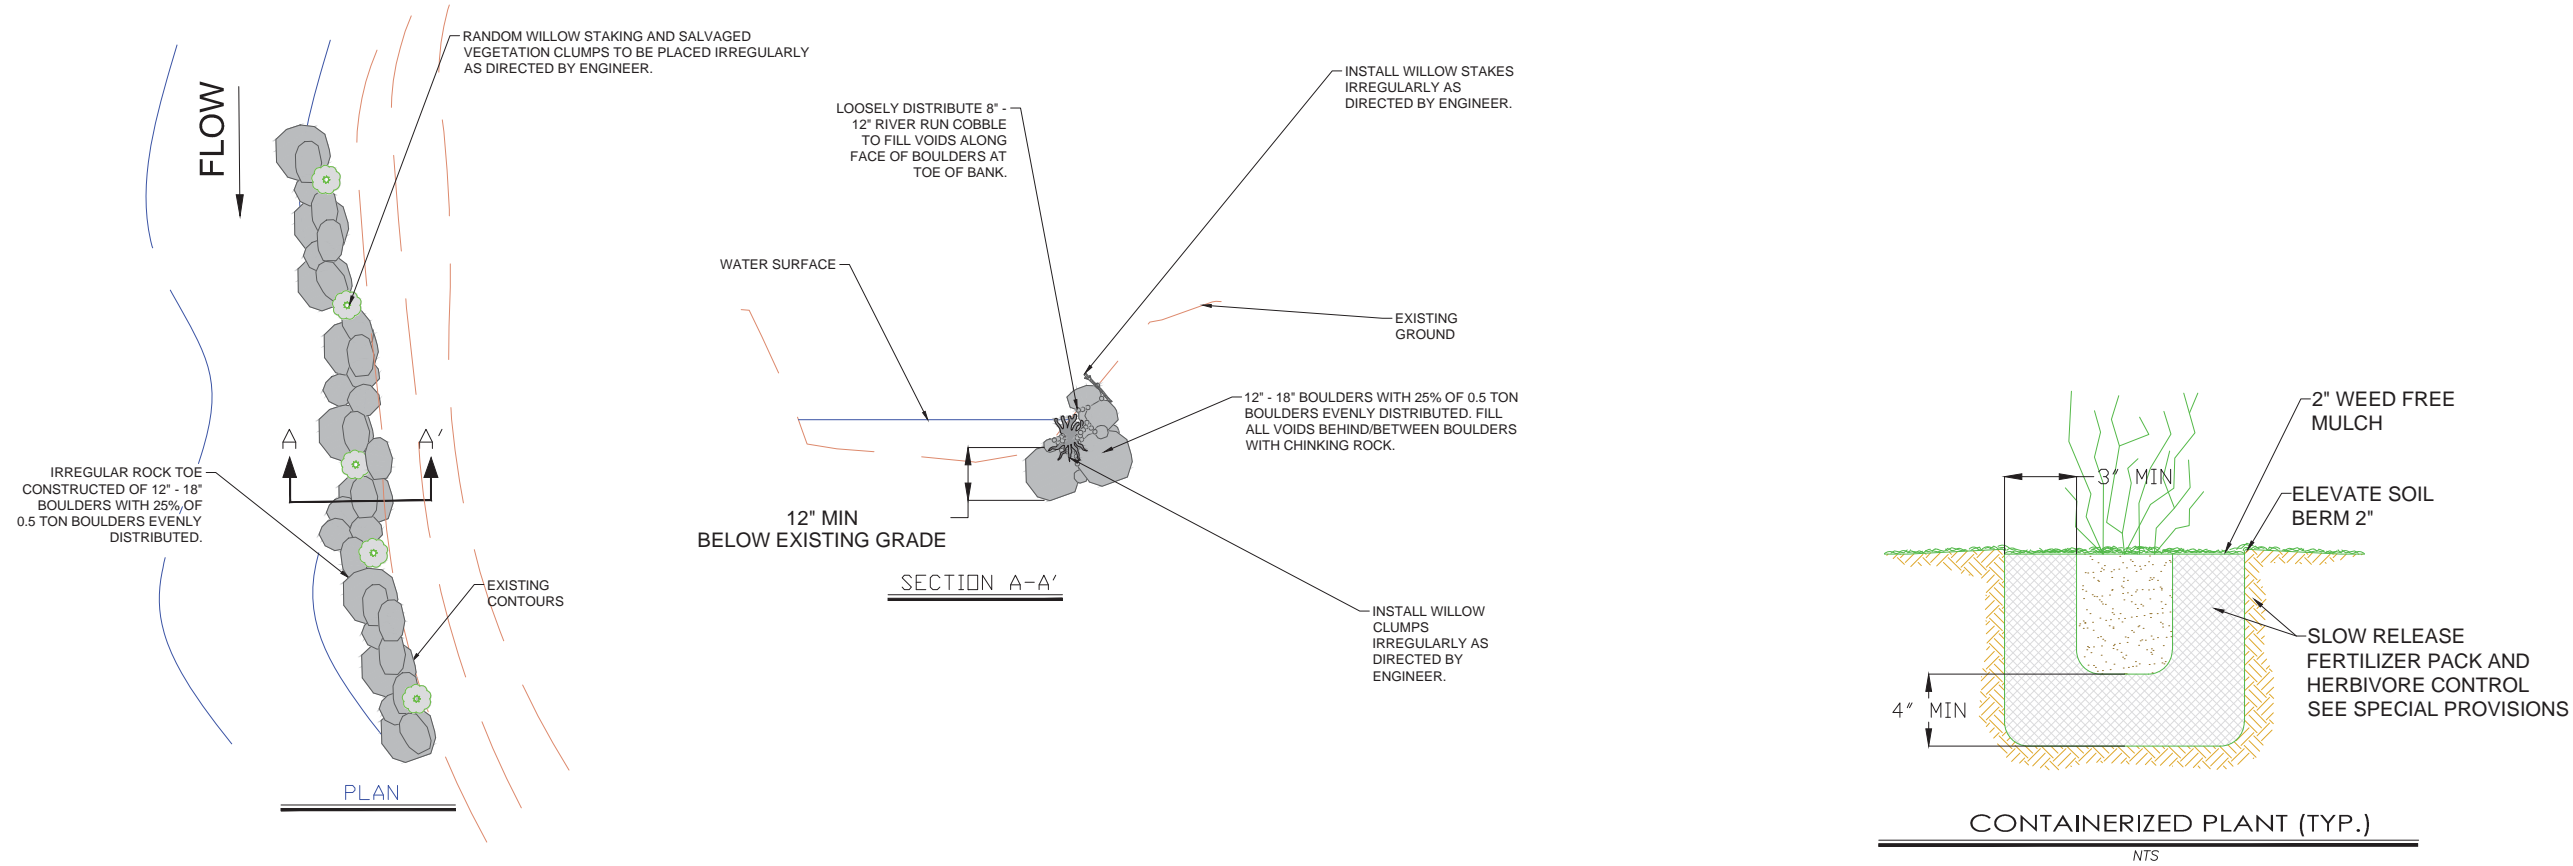 RANDOM WILLOW STAKING AND SALVAGED
VEGETATION CLUMPS TO BE PLACED IRREGULARLY
AS DIRECTED BY ENGINEER.
FLOW
A
A'
IRREGULAR ROCK TOE
CONSTRUCTED OF 12" - 18"
BOULDERS WITH 25% OF
0.5 TON BOULDERS EVENLY
DISTRIBUTED.
EXISTING
CONTOURS
PLAN
LOOSELY DISTRIBUTE 8" -
12" RIVER RUN COBBLE
TO FILL VOIDS ALONG
FACE OF BOULDERS AT
TOE OF BANK.
INSTALL WILLOW STAKES
IRREGULARLY AS
DIRECTED BY ENGINEER.
WATER SURFACE
EXISTING
GROUND
12" - 18" BOULDERS WITH 25% OF 0.5 TON
BOULDERS EVENLY DISTRIBUTED. FILL
ALL VOIDS BEHIND/BETWEEN BOULDERS
WITH CHINKING ROCK.
12" MIN
BELOW EXISTING GRADE
SECTION A-A'
INSTALL WILLOW
CLUMPS
IRREGULARLY AS
DIRECTED BY
ENGINEER.
2" WEED FREE
MULCH
3" MIN
ELEVATE SOIL
BERM 2"
SLOW RELEASE
FERTILIZER PACK AND
HERBIVORE CONTROL
SEE SPECIAL PROVISIONS
4" MIN
CONTAINERIZED PLANT (TYP.)
NTS